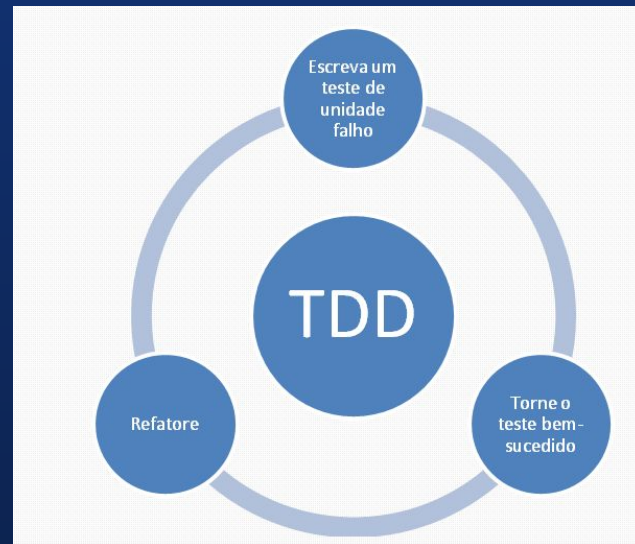 Escreva um
teste de
unidade
falho
TDD
Refatore
Torne o
teste bem-
sucedido